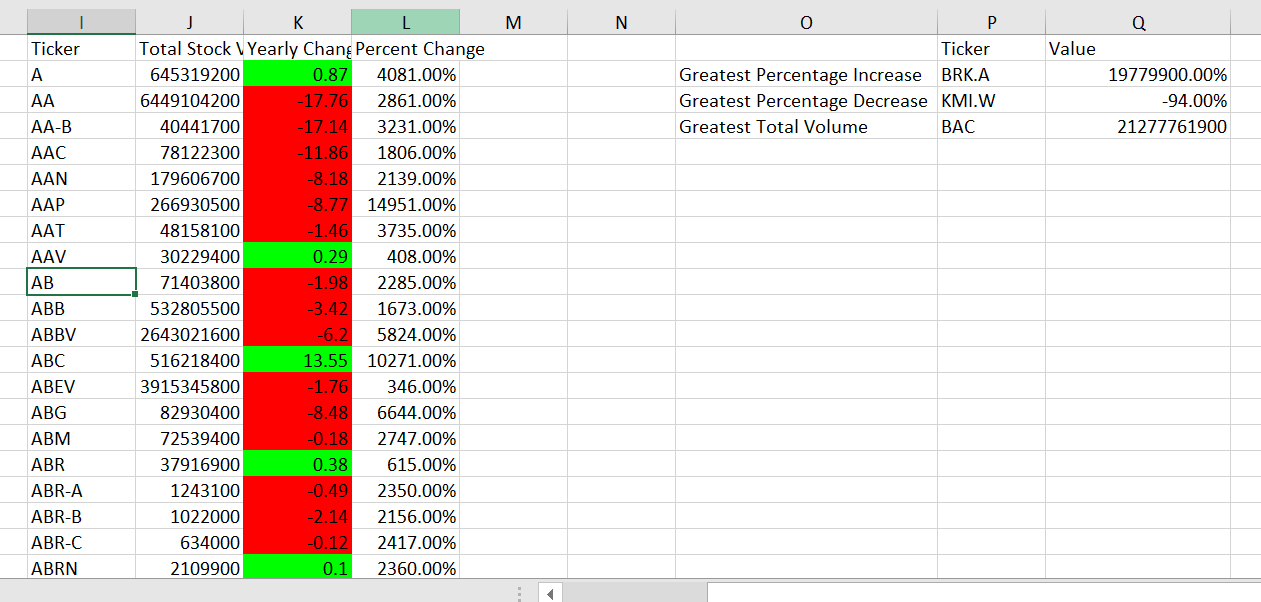 I J K L M N O P Q
Ticker Total Stock V Yearly Chang Percent Change Ticker Value
A 645319200 0.87 4081.00% Greatest Percentage Increase BRK.A 19779900.00%
AA 6449104200 -17.76 2861.00% Greatest Percentage Decrease KMI.W -94.00%
AA-B 40441700 -17.14 3231.00% Greatest Total Volume BAC 21277761900
AAC 78122300 -11.86 1806.00%
AAN 179606700 -8.18 2139.00%
AAP 266930500 -8.77 14951.00%
AAT 48158100 -1.46 3735.00%
AAV 30229400 0.29 408.00%
AB 71403800 -1.98 2285.00%
ABB 532805500 -3.42 1673.00%
ABBV 2643021600 -6.2 5824.00%
ABC 516218400 13.55 10271.00%
ABEV 3915345800 -1.76 346.00%
ABG 82930400 -8.48 6644.00%
ABM 72539400 -0.18 2747.00%
ABR 37916900 0.38 615.00%
ABR-A 1243100 -0.49 2350.00%
ABR-B 1022000 -2.14 2156.00%
ABR-C 634000 -0.12 2417.00%
ABRN 2109900 0.1 2360.00%